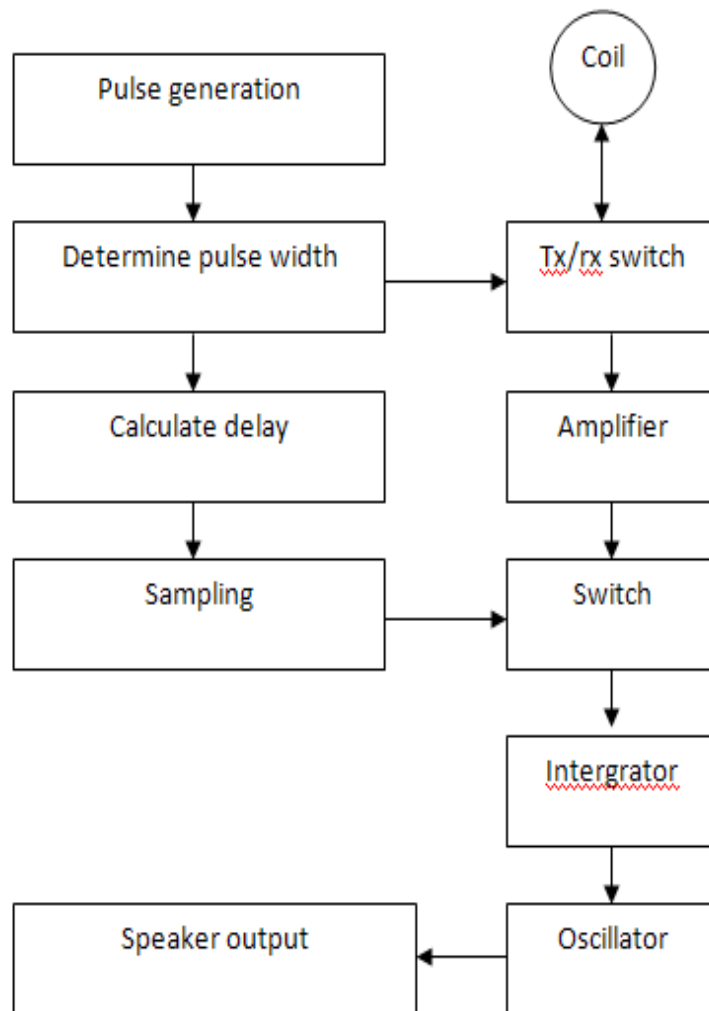 Pulse generation
Coil
Determine pulse width
Tx/rx switch
Calculate delay
Amplifier
Sampling
Switch
Intergrator
Speaker output
Oscillator